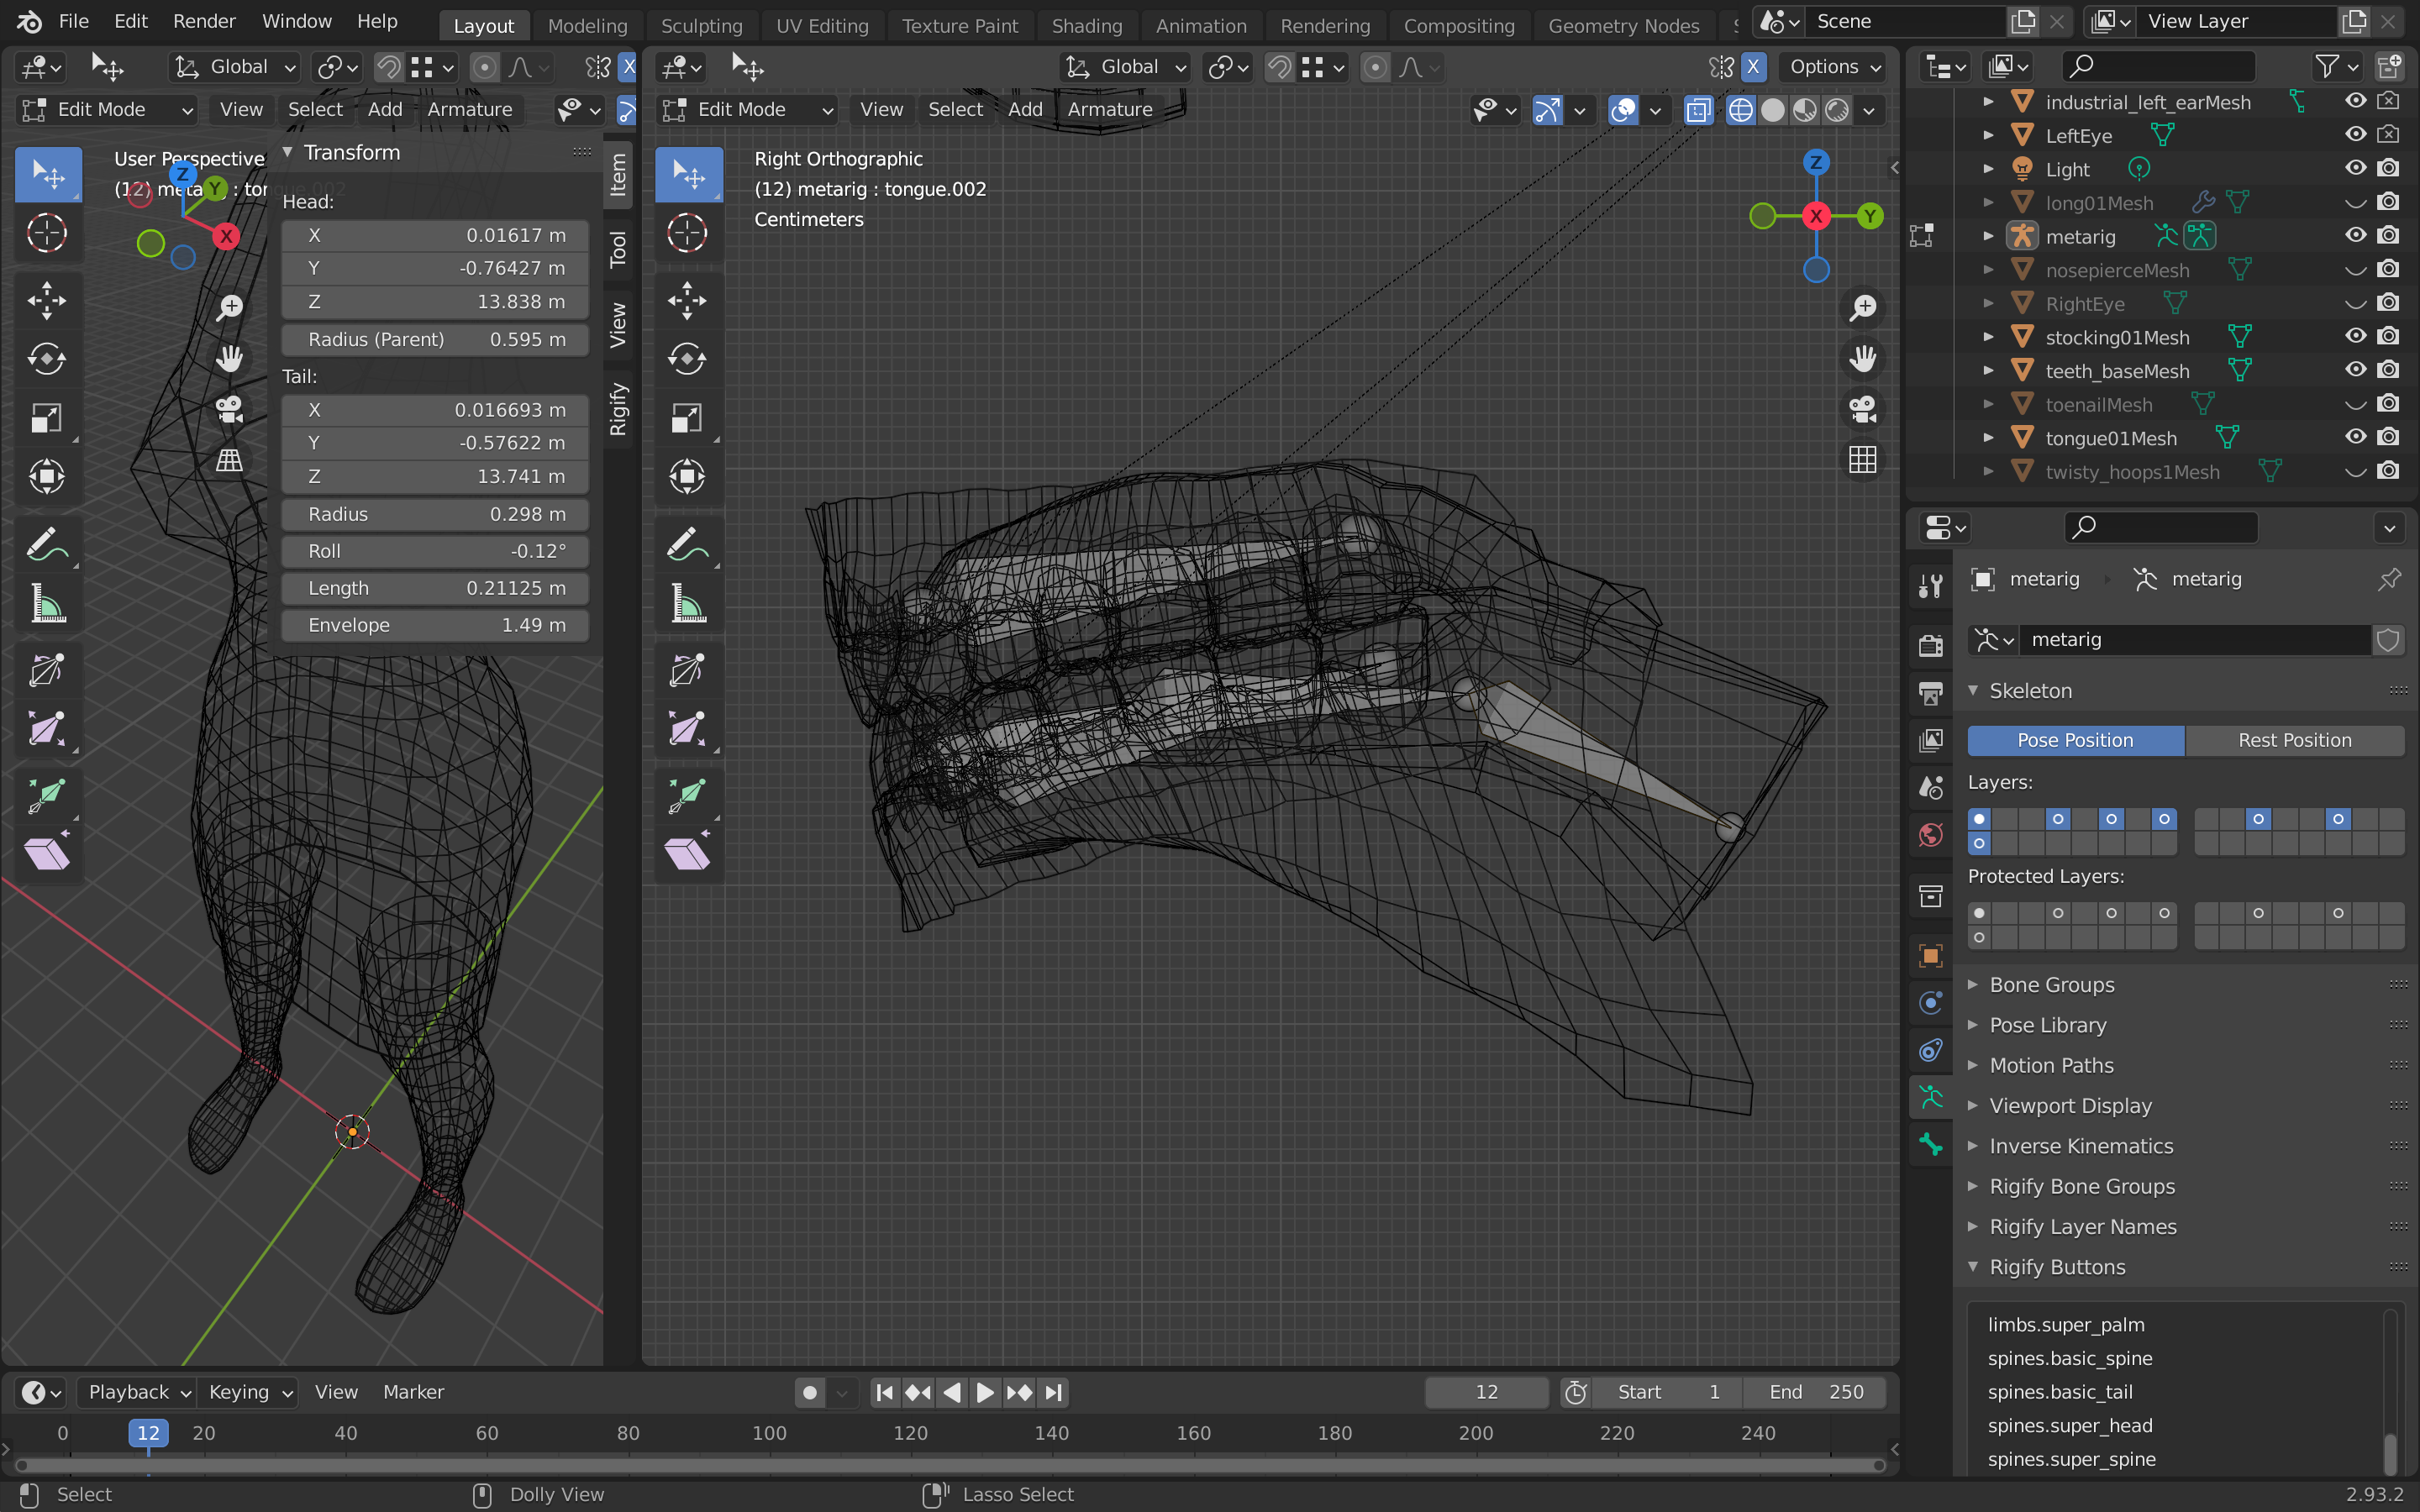 File Edit Render Window Help Layout Modeling Sculpting UV Editing Texture Paint Shading Animation Rendering Compositing Geometry Nodes Scene View Layer
Global X Global X Options
Edit Mode View Select Add Armature Edit Mode View Select Add Armature
User Perspective
(12) metarig : tongue.002
Z
Y
X
Transform
Head:
X 0.01617 m
Y -0.76427 m
Z 13.838 m
Radius (Parent) 0.595 m
Tail:
X 0.016693 m
Y -0.57622 m
Z 13.741 m
Radius 0.298 m
Roll -0.12°
Length 0.21125 m
Envelope 1.49 m
Item
Tool
View
Rigify
Right Orthographic
(12) metarig : tongue.002
Centimeters
Z
X
Y
industrial_left_earMesh
LeftEye
Light
long01Mesh
metarig
nosepierceMesh
RightEye
stocking01Mesh
teeth_baseMesh
toenailMesh
tongue01Mesh
twisty_hoops1Mesh
metarig metarig
metarig
Skeleton
Pose Position Rest Position
Layers:
Protected Layers:
Bone Groups
Pose Library
Motion Paths
Viewport Display
Inverse Kinematics
Rigify Bone Groups
Rigify Layer Names
Rigify Buttons
limbs.super_palm
spines.basic_spine
spines.basic_tail
spines.super_head
spines.super_spine
Playback Keying View Marker 12 Start 1 End 250
0 12 20 40 60 80 100 120 140 160 180 200 220 240
Select Dolly View Lasso Select 2.93.2